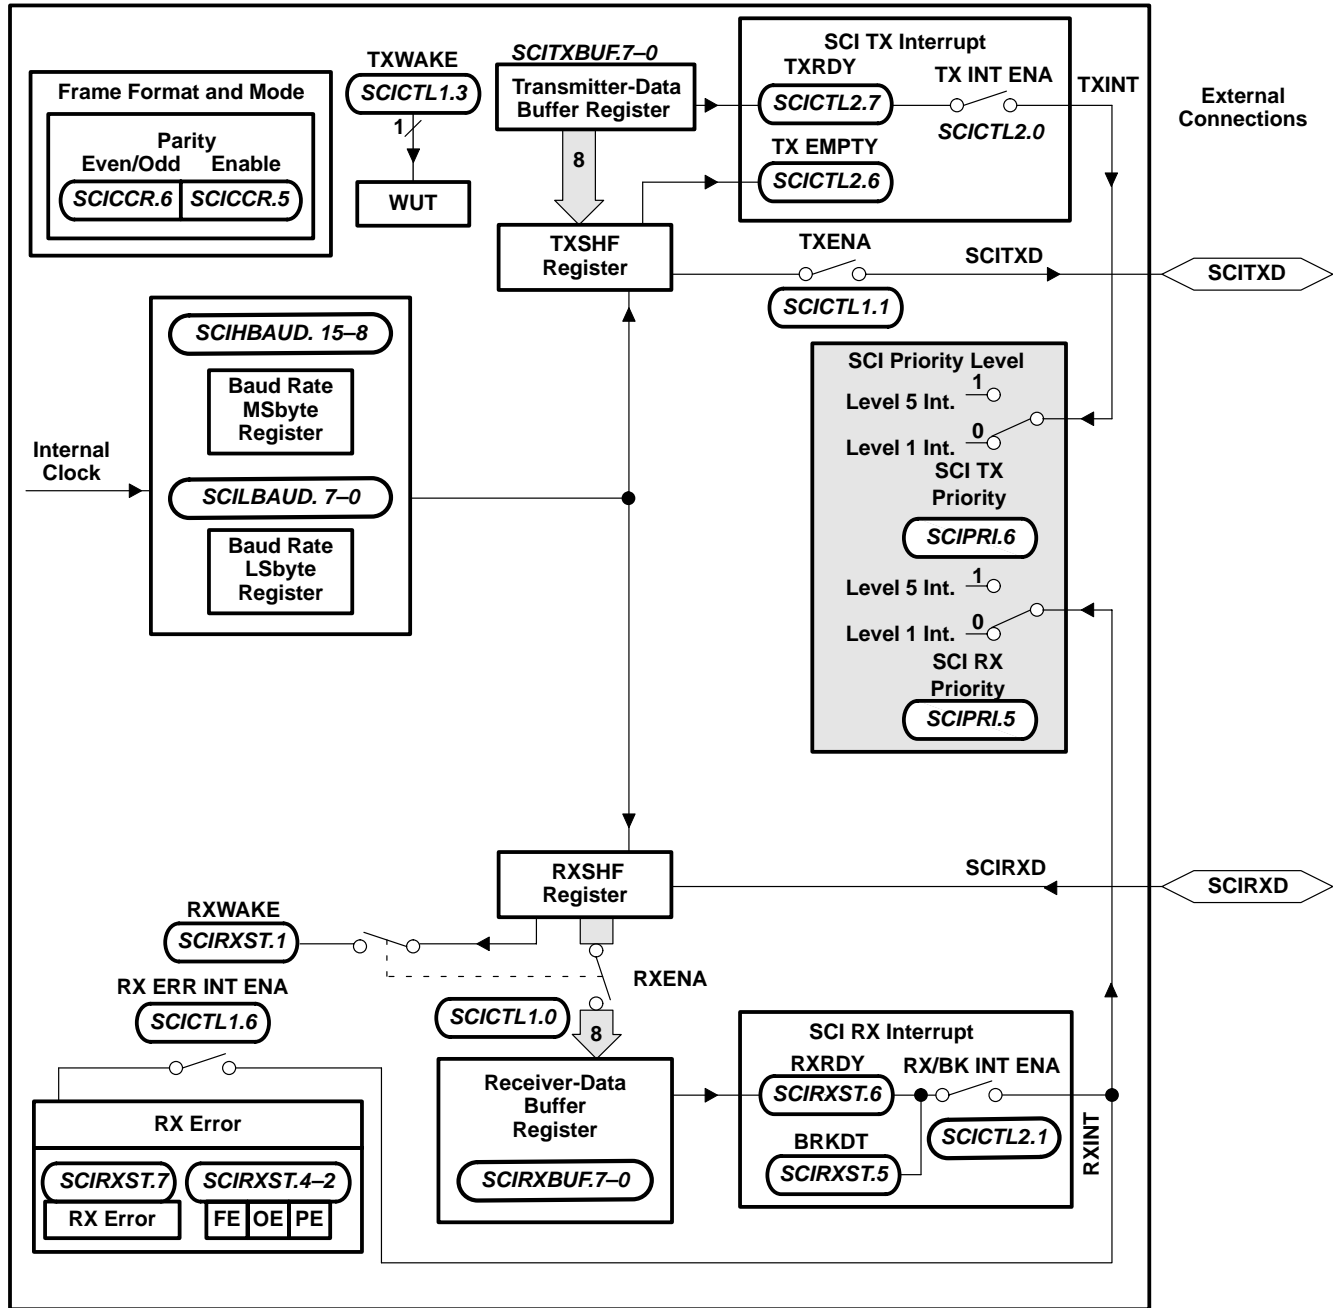 Frame Format and Mode
Parity
Even/Odd Enable
SCICCR.6 SCICCR.5
TXWAKE
SCICTL1.3
1
WUT
SCITXBUF.7–0
Transmitter-Data
Buffer Register
8
TXSHF
Register
SCI TX Interrupt
TXRDY
SCICTL2.7
TX INT ENA
SCICTL2.0
TX EMPTY
SCICTL2.6
TXINT
External
Connections
TXENA
SCICTL1.1
SCITXD
SCITXD
Internal
Clock
SCIHBAUD. 15–8
Baud Rate
MSbyte
Register
SCILBAUD. 7–0
Baud Rate
LSbyte
Register
SCI Priority Level
Level 5 Int. 1
Level 1 Int. 0
SCI TX
Priority
SCIPRI.6
Level 5 Int. 1
Level 1 Int. 0
SCI RX
Priority
SCIPRI.5
RXSHF
Register
SCIRXD
SCIRXD
RXWAKE
SCIRXST.1
RXENA
SCICTL1.0
8
RX ERR INT ENA
SCICTL1.6
RX Error
SCIRXST.7 SCIRXST.4–2
RX Error FE OE PE
Receiver-Data
Buffer
Register
SCIRXBUF.7–0
SCI RX Interrupt
RXRDY
SCIRXST.6
RX/BK INT ENA
SCICTL2.1
BRKDT
SCIRXST.5
RXINT